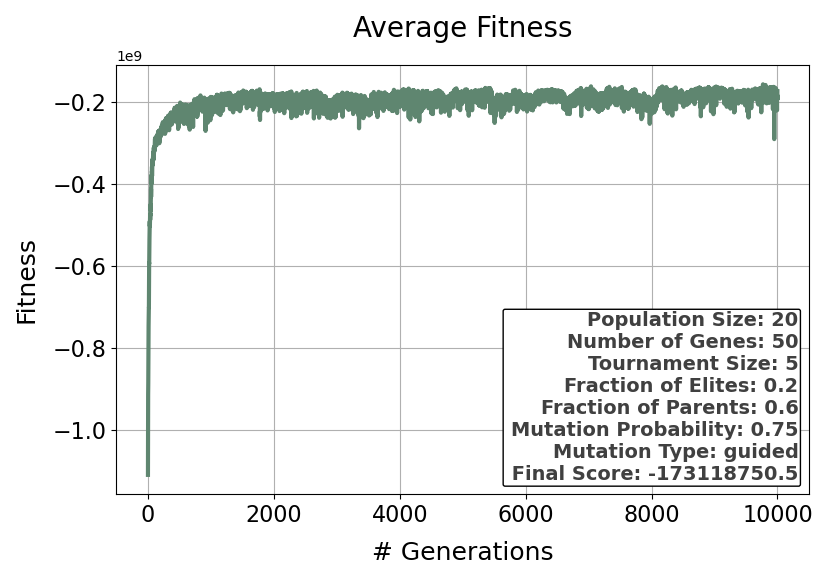 Average Fitness
1e9
−0.2
−0.4
−0.6
−0.8
−1.0
Fitness
Population Size: 20
Number of Genes: 50
Tournament Size: 5
Fraction of Elites: 0.2
Fraction of Parents: 0.6
Mutation Probability: 0.75
Mutation Type: guided
Final Score: -173118750.5
0 2000 4000 6000 8000 10000
# Generations